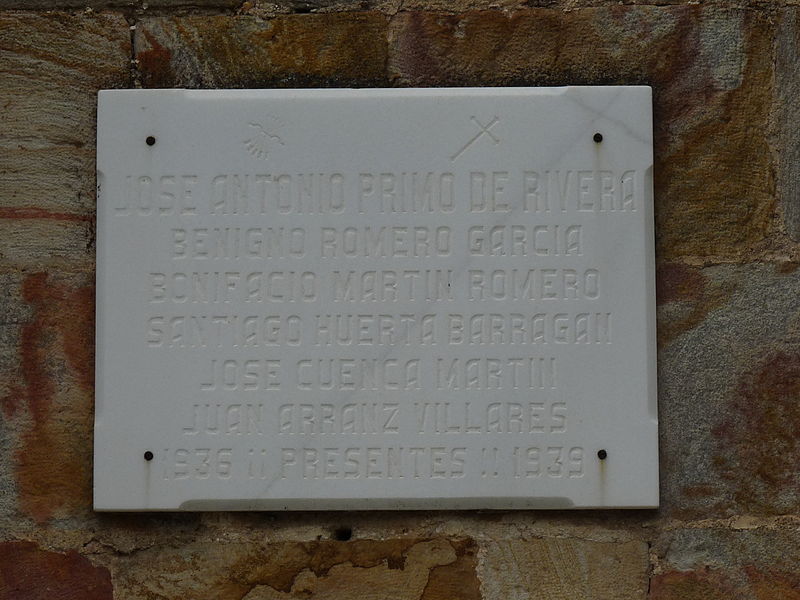 JOSE ANTONIO PRIMO DE RIVERA
BENIGNO ROMERO GARCIA
BONIFACIO MARTIN ROMERO
SANTIAGO HUERTA BARRAGAN
JOSE CUENCA MARTIN
JUAN ARRANZ VILLARES
1936 ¡¡ PRESENTES !! 1939